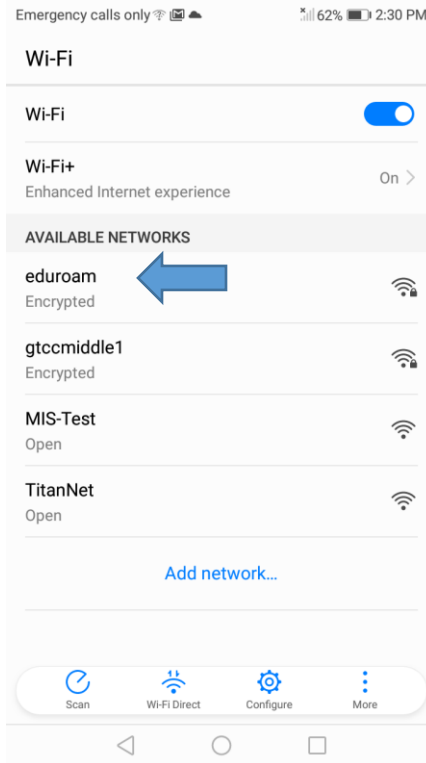 Emergency calls only 62% 2:30 PM
Wi-Fi
Wi-Fi
Wi-Fi+
On
Enhanced Internet experience
AVAILABLE NETWORKS
eduroam
Encrypted
gtccmiddle1
Encrypted
MIS-Test
Open
TitanNet
Open
Add network...
Scan Wi-Fi Direct Configure More